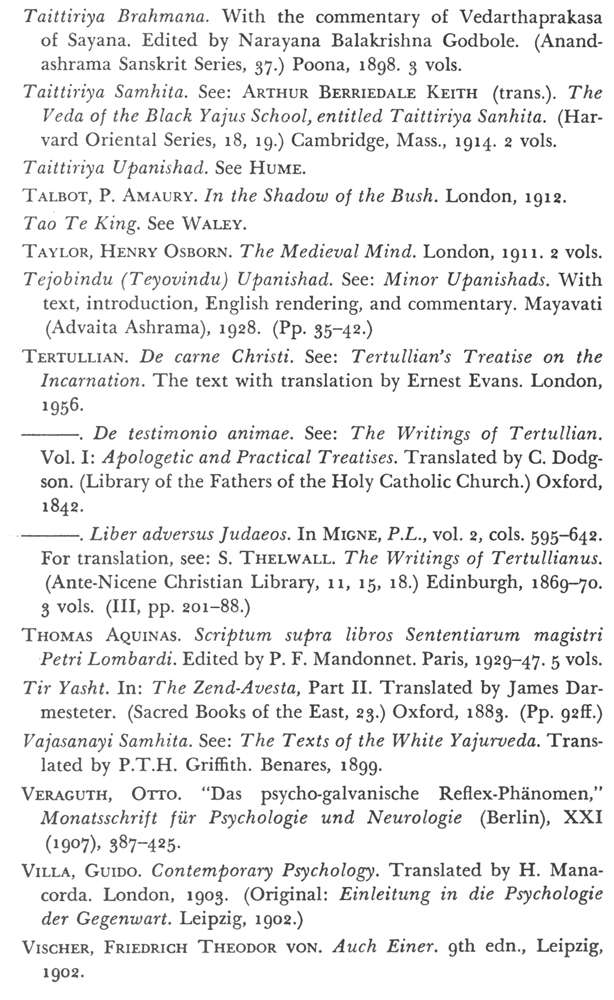 Taittiriya Brahmana. With the commentary of Vedarthaprakasa
of Sayana. Edited by Narayana Balakrishna Godbole. (Anand-
ashrama Sanskrit Series, 37.) Poona, 1898. 3 vols.
Taittiriya Samhita. See: ARTHUR BERRIEDALE KEITH (trans.). The
Veda of the Black Yajus School, entitled Taittiriya Sanhita. (Har-
vard Oriental Series, 18, 19.) Cambridge, Mass., 1914. 2 vols.
Taittiriya Upanishad. See HUME.
TALBOT, P. AMAURY. In the Shadow of the Bush. London, 1912.
Tao Te King. See WALEY.
TAYLOR, HENRY OSBORN. The Medieval Mind. London, 1911. 2 vols.
Tejobindu (Teyovindu) Upanishad. See: Minor Upanishads. With
text, introduction, English rendering, and commentary. Mayavati
(Advaita Ashrama), 1928. (Pp. 35–42.)
TERTULLIAN. De carne Christi. See: Tertullian's Treatise on the
Incarnation. The text with translation by Ernest Evans. London,
1956.
———. De testimonio animae. See: The Writings of Tertullian.
Vol. I: Apologetic and Practical Treatises. Translated by C. Dodg-
son. (Library of the Fathers of the Holy Catholic Church.) Oxford,
1842.
———. Liber adversus Judaeos. In MIGNE, P.L., vol. 2, cols. 595–642.
For translation, see: S. THELWALL. The Writings of Tertullianus.
(Ante-Nicene Christian Library, 11, 15, 18.) Edinburgh, 1869–70.
3 vols. (III, pp. 201–88.)
THOMAS AQUINAS. Scriptum supra libros Sententiarum magistri
Petri Lombardi. Edited by P. F. Mandonnet. Paris, 1929–47. 5 vols.
Tir Yasht. In: The Zend-Avesta, Part II. Translated by James Dar-
mesteter. (Sacred Books of the East, 23.) Oxford, 1883. (Pp. 92ff.)
Vajasanayi Samhita. See: The Texts of the White Yajurveda. Trans-
lated by P.T.H. Griffith. Benares, 1899.
VERAGUTH, OTTO. "Das psycho-galvanische Reflex-Phänomen,"
Monatsschrift für Psychologie und Neurologie (Berlin), XXI
(1907), 387–425.
VILLA, GUIDO. Contemporary Psychology. Translated by H. Mana-
corda. London, 1903. (Original: Einleitung in die Psychologie
der Gegenwart. Leipzig, 1902.)
VISCHER, FRIEDRICH THEODOR VON. Auch Einer. 9th edn., Leipzig,
1902.